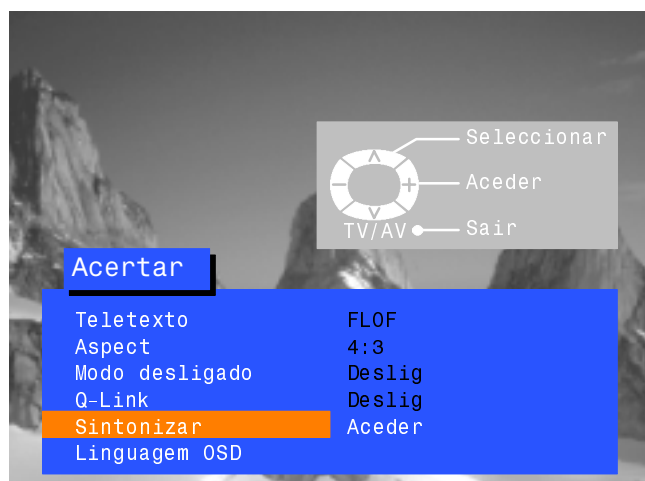 Seleccionar
Aceder
TV/AV Sair
Acertar
Teletexto FLOF
Aspect 4:3
Modo desligado Deslig
Q-Link Deslig
Sintonizar Aceder
Linguagem OSD